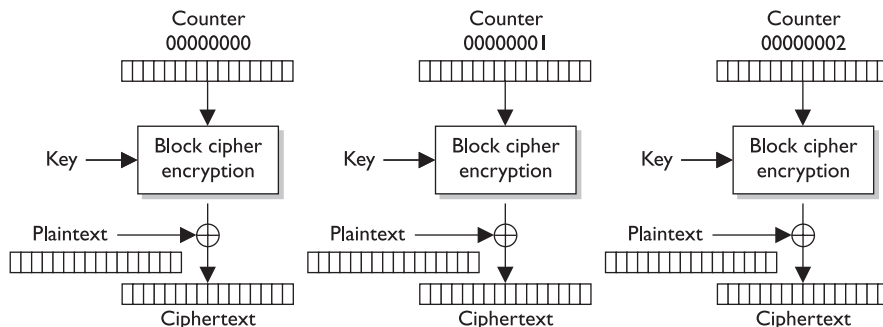 Counter
00000000
Counter
00000001
Counter
00000002
Key
Block cipher
encryption
Key
Block cipher
encryption
Key
Block cipher
encryption
Plaintext
Plaintext
Plaintext
Ciphertext
Ciphertext
Ciphertext